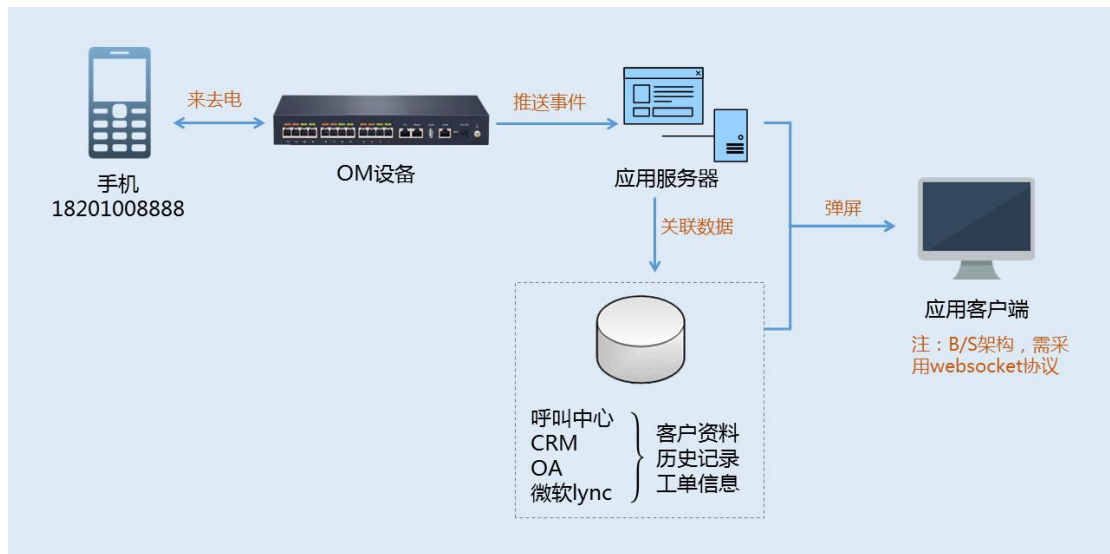 来去电
推送事件
OM设备
应用服务器
手机
18201008888
关联数据
弹屏
应用客户端
注：B/S架构，需采
用websocket协议
呼叫中心
CRM
OA
微软lync
客户资料
历史记录
工单信息